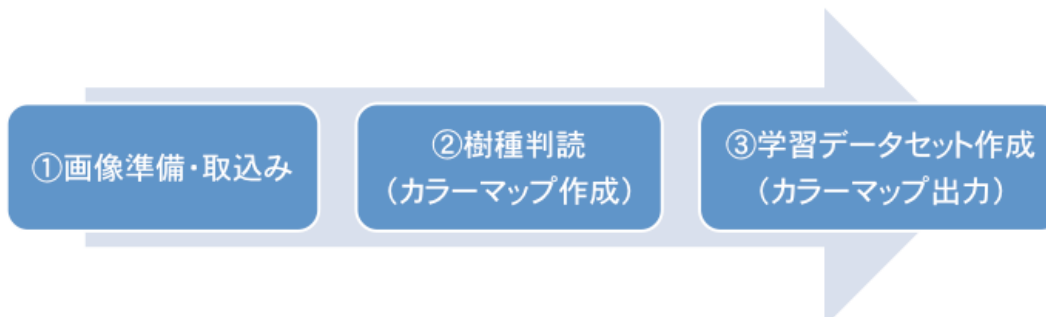 ①画像準備・取込み
②樹種判読
（カラーマップ作成）
③学習データセット作成
（カラーマップ出力）